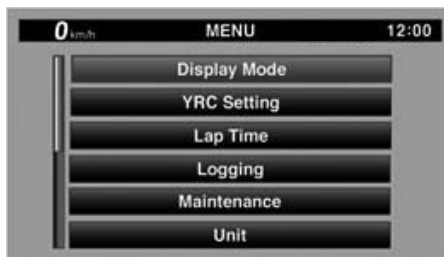 0 km/h MENU 12:00
Display Mode
YRC Setting
Lap Time
Logging
Maintenance
Unit